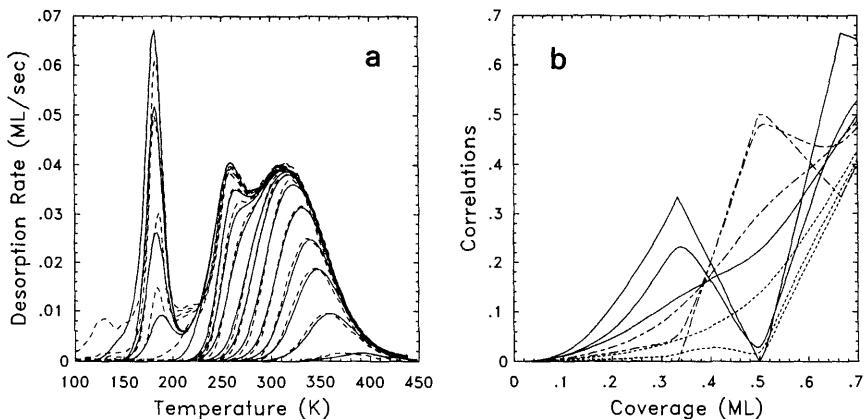 a
.07
.06
.05
.04
.03
.02
.01
0
Desorption Rate (ML/sec)
100 150 200 250 300 350 400 450
Temperature (K)
b
.7
.6
.5
.4
.3
.2
.1
0
Correlations
0 .1 .2 .3 .4 .5 .6 .7
Coverage (ML)